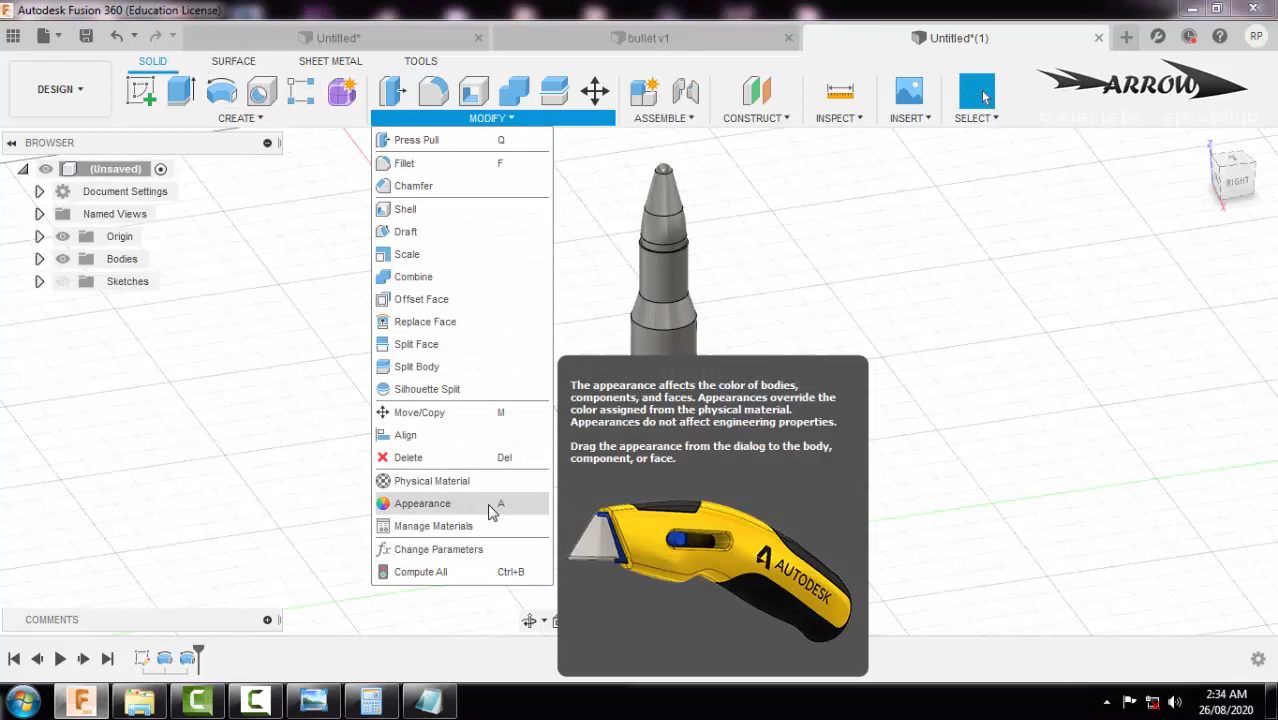 Autodesk Fusion 360 (Education License)
Untitled*
bullet v1
Untitled*(1)
RP
SOLID
SURFACE
SHEET METAL
TOOLS
DESIGN
ARROW
CREATE
MODIFY
ASSEMBLE
CONSTRUCT
INSPECT
INSERT
SELECT
BROWSER
(Unsaved)
Document Settings
Named Views
Origin
Bodies
Sketches
Press Pull Q
Fillet F
Chamfer
Shell
Draft
Scale
Combine
Offset Face
Replace Face
Split Face
Split Body
Silhouette Split
Move/Copy M
Align
Delete Del
Physical Material
Appearance A
Manage Materials
Change Parameters
Compute All Ctrl+B
The appearance affects the color of bodies,
components, and faces. Appearances override the
color assigned from the physical material.
Appearances do not affect engineering properties.
Drag the appearance from the dialog to the body,
component, or face.
AUTODESK
Z
RIGHT
X
COMMENTS
2:34 AM
26/08/2020